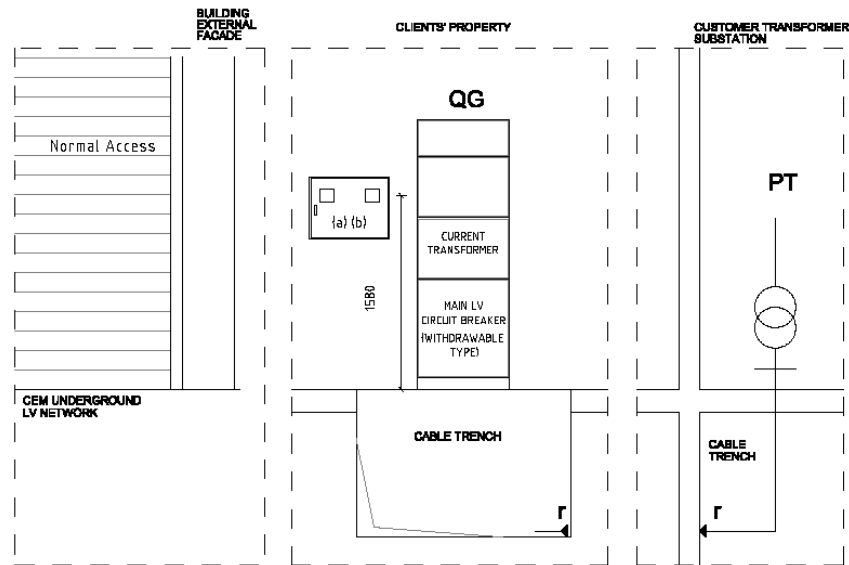 BUILDING
EXTERNAL
FACADE
CLIENTS' PROPERTY
CUSTOMER TRANSFORMER
SUBSTATION
QG
Normal Access
PT
(a) (b)
CURRENT
TRANSFORMER
1580
MAIN LV
CIRCUIT BREAKER
(WITHDRAWABLE
TYPE)
CEM UNDERGROUND
LV NETWORK
CABLE TRENCH
CABLE
TRENCH
r
r